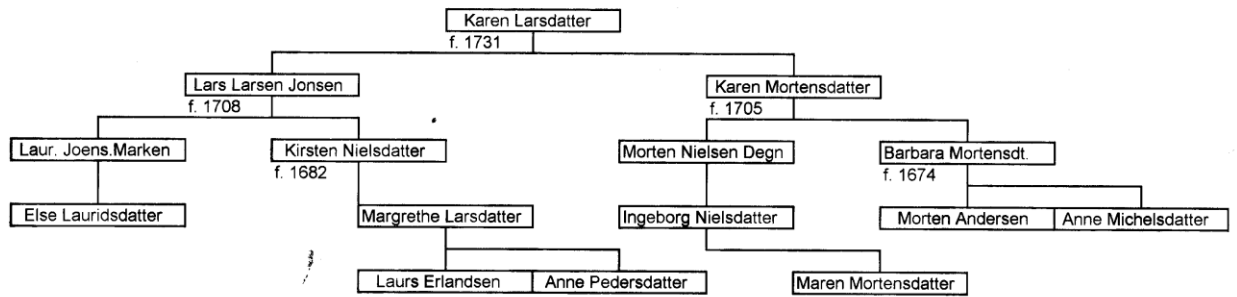 Karen Larsdatter
f. 1731
Lars Larsen Jonsen
Karen Mortensdatter
f. 1708
f. 1705
Laur. Joens.Marken
Kirsten Nielsdatter
Morten Nielsen Degn
Barbara Mortensdt.
f. 1682
f. 1674
Else Lauridsdatter
Margrethe Larsdatter
Ingeborg Nielsdatter
Morten Andersen
Anne Michelsdatter
Laurs Erlandsen
Anne Pedersdatter
Maren Mortensdatter